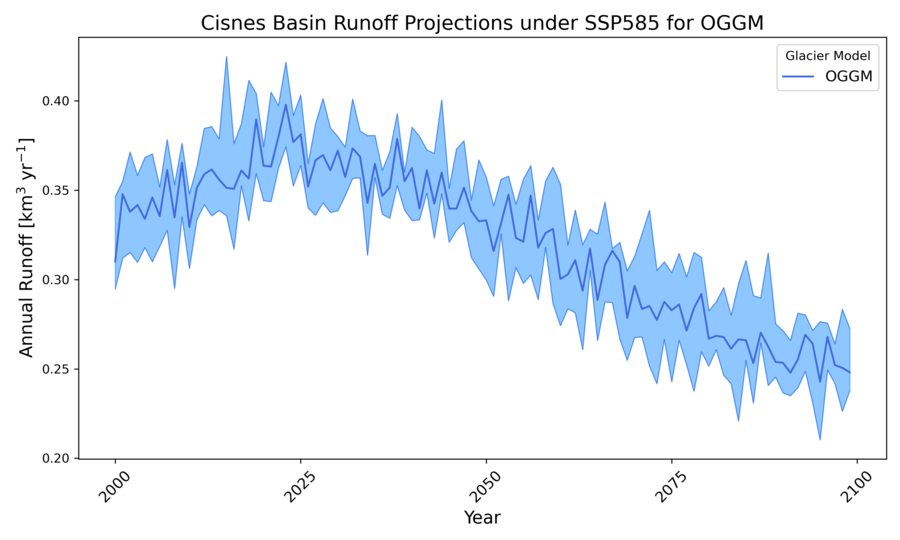 Cisnes Basin Runoff Projections under SSP585 for OGGM
Glacier Model
OGGM
Annual Runoff [km³ yr⁻¹]
0.40
0.35
0.30
0.25
0.20
2000
2025
2050
2075
2100
Year